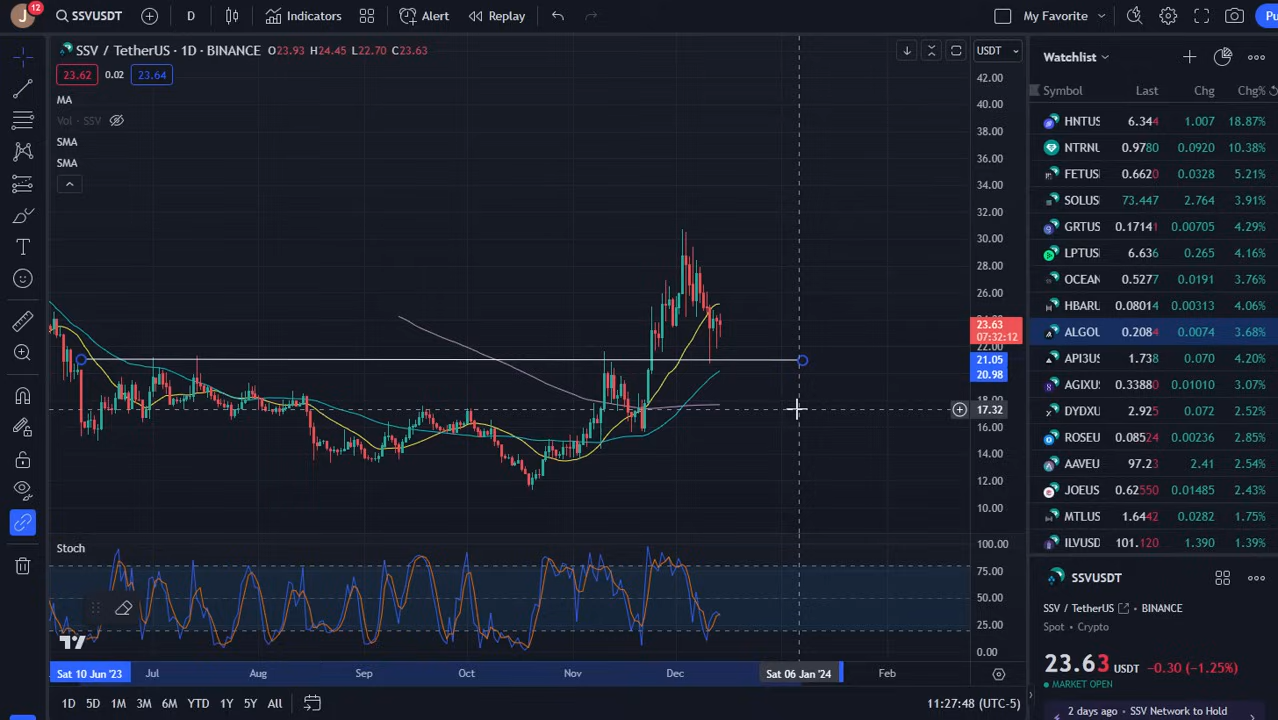 J 12 SSVUSDT D Indicators Alert Replay My Favorite Pu
SSV / TetherUS · 1D · BINANCE O23.93 H24.45 L22.70 C23.63
USDT
23.62 0.02 23.64
MA
Vol · SSV
SMA
SMA
42.00
40.00
38.00
36.00
34.00
32.00
30.00
28.00
26.00
23.63
07:32:12
22.00
21.05
20.98
18.00
17.32
16.00
14.00
12.00
10.00
Stoch
100.00
75.00
50.00
25.00
0.00
Sat 10 Jun '23 Jul Aug Sep Oct Nov Dec Sat 06 Jan '24 Feb
1D 5D 1M 3M 6M YTD 1Y 5Y All 11:27:48 (UTC-5)
Watchlist
Symbol Last Chg Chg%
HNTUS 6.344 1.007 18.87%
NTRNU 0.9780 0.0920 10.38%
FETUS 0.6620 0.0328 5.21%
SOLUS 73.447 2.764 3.91%
GRTUS 0.17141 0.00705 4.29%
LPTUS 6.636 0.265 4.16%
OCEAN 0.5277 0.0191 3.76%
HBARU 0.08014 0.00313 4.06%
ALGOU 0.2084 0.0074 3.68%
API3US 1.738 0.070 4.20%
AGIXUS 0.33880 0.01010 3.07%
DYDXU 2.925 0.072 2.52%
ROSEU 0.08524 0.00236 2.85%
AAVEU 97.23 2.41 2.54%
JOEUS 0.62550 0.01485 2.43%
MTLUS 1.6442 0.0282 1.75%
ILVUSD 101.120 1.390 1.39%
SSVUSDT
SSV / TetherUS · BINANCE
Spot · Crypto
23.63 USDT −0.30 (−1.25%)
MARKET OPEN
2 days ago · SSV Network to Hold